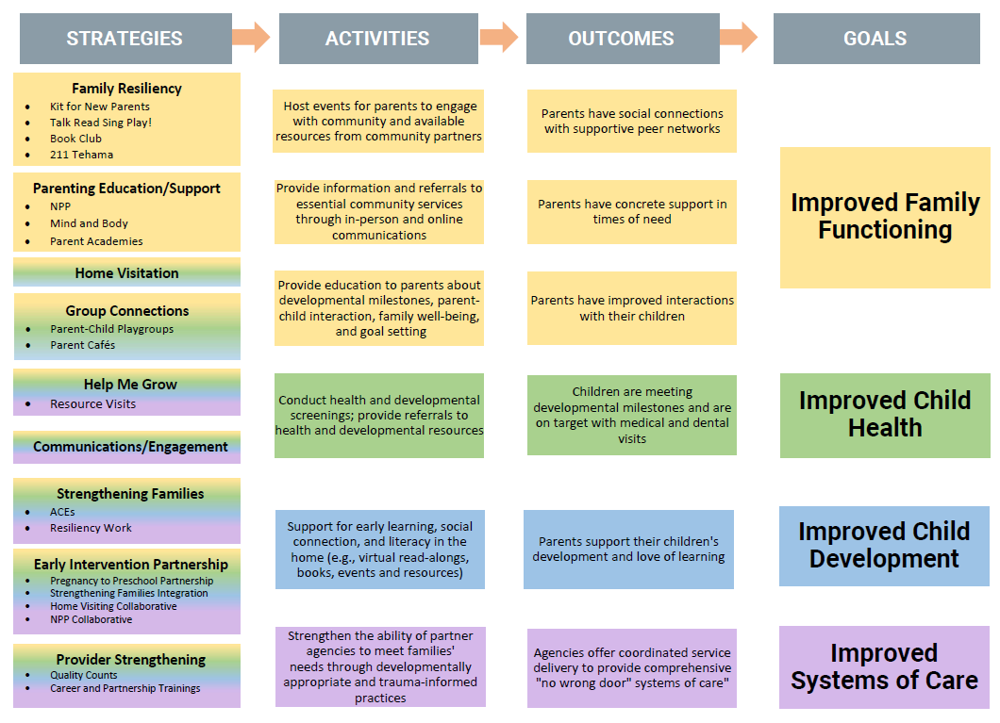 STRATEGIES
ACTIVITIES
OUTCOMES
GOALS
Family Resiliency
• Kit for New Parents
• Talk Read Sing Play!
• Book Club
• 211 Tehama
Parenting Education/Support
• NPP
• Mind and Body
• Parent Academies
Home Visitation
Group Connections
• Parent-Child Playgroups
• Parent Cafés
Help Me Grow
• Resource Visits
Communications/Engagement
Strengthening Families
• ACEs
• Resiliency Work
Early Intervention Partnership
• Pregnancy to Preschool Partnership
• Strengthening Families Integration
• Home Visiting Collaborative
• NPP Collaborative
Provider Strengthening
• Quality Counts
• Career and Partnership Trainings
Host events for parents to engage
with community and available
resources from community partners
Provide information and referrals to
essential community services
through in-person and online
communications
Provide education to parents about
developmental milestones, parent-
child interaction, family well-being,
and goal setting
Conduct health and developmental
screenings; provide referrals to
health and developmental resources
Support for early learning, social
connection, and literacy in the
home (e.g., virtual read-alongs,
books, events and resources)
Strengthen the ability of partner
agencies to meet families'
needs through developmentally
appropriate and trauma-informed
practices
Parents have social connections
with supportive peer networks
Parents have concrete support in
times of need
Parents have improved interactions
with their children
Children are meeting
developmental milestones and are
on target with medical and dental
visits
Parents support their children's
development and love of learning
Agencies offer coordinated service
delivery to provide comprehensive
"no wrong door" systems of care"
Improved Family
Functioning
Improved Child
Health
Improved Child
Development
Improved
Systems of Care